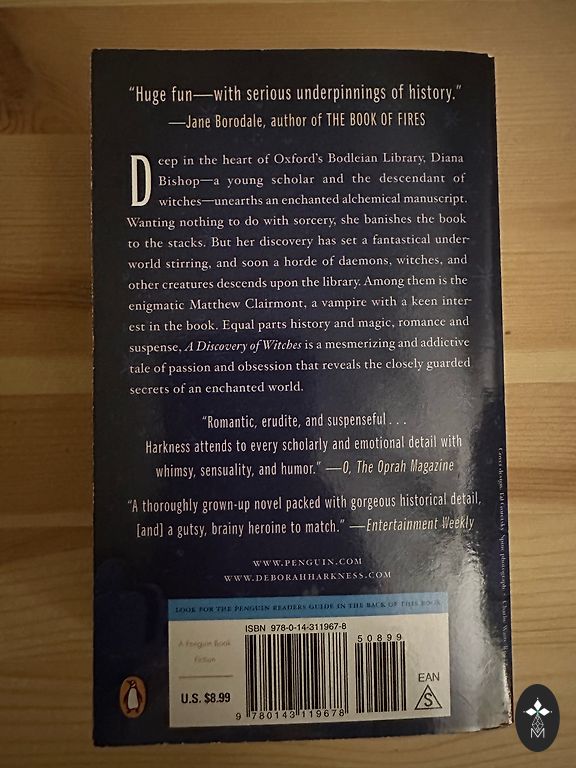 “Huge fun—with serious underpinnings of history.”
—Jane Borodale, author of THE BOOK OF FIRES
Deep in the heart of Oxford’s Bodleian Library, Diana
Bishop—a young scholar and the descendant of
witches—unearths an enchanted alchemical manuscript.
Wanting nothing to do with sorcery, she banishes the book
to the stacks. But her discovery has set a fantastical under-
world stirring, and soon a horde of daemons, witches, and
other creatures descends upon the library. Among them is the
enigmatic Matthew Clairmont, a vampire with a keen inter-
est in the book. Equal parts history and magic, romance and
suspense, A Discovery of Witches is a mesmerizing and addictive
tale of passion and obsession that reveals the closely guarded
secrets of an enchanted world.
“Romantic, erudite, and suspenseful . . .
Harkness attends to every scholarly and emotional detail with
whimsy, sensuality, and humor.” —O, The Oprah Magazine
“A thoroughly grown-up novel packed with gorgeous historical detail,
[and] a gutsy, brainy heroine to match.” —Entertainment Weekly
WWW.PENGUIN.COM
WWW.DEBORAHHARKNESS.COM
LOOK FOR THE PENGUIN READERS GUIDE IN THE BACK OF THIS BOOK
A Penguin Book
Fiction
U.S. $8.99
ISBN 978-0-14-311967-8
50899
EAN
S
9 780143 119678
Cover design:
M